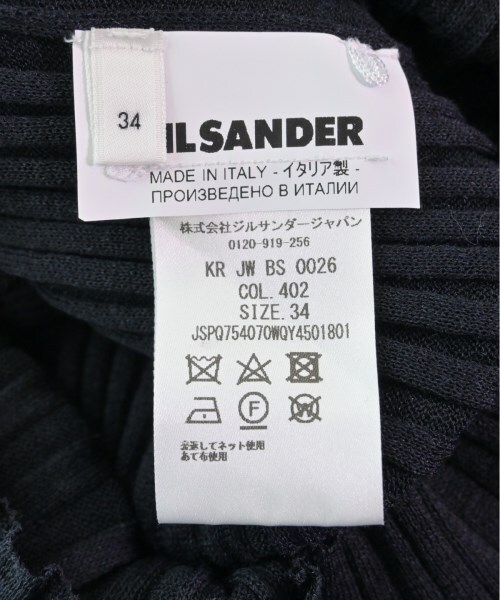 34
IL SANDER
MADE IN ITALY - イタリア製 -
ПРОИЗВЕДЕНО В ИТАЛИИ
株式会社ジルサンダージャパン
0120-919-256
KR JW BS 0026
COL. 402
SIZE. 34
JSPQ754070WQY4501801
F
W
裏返してネット使用
あて布使用